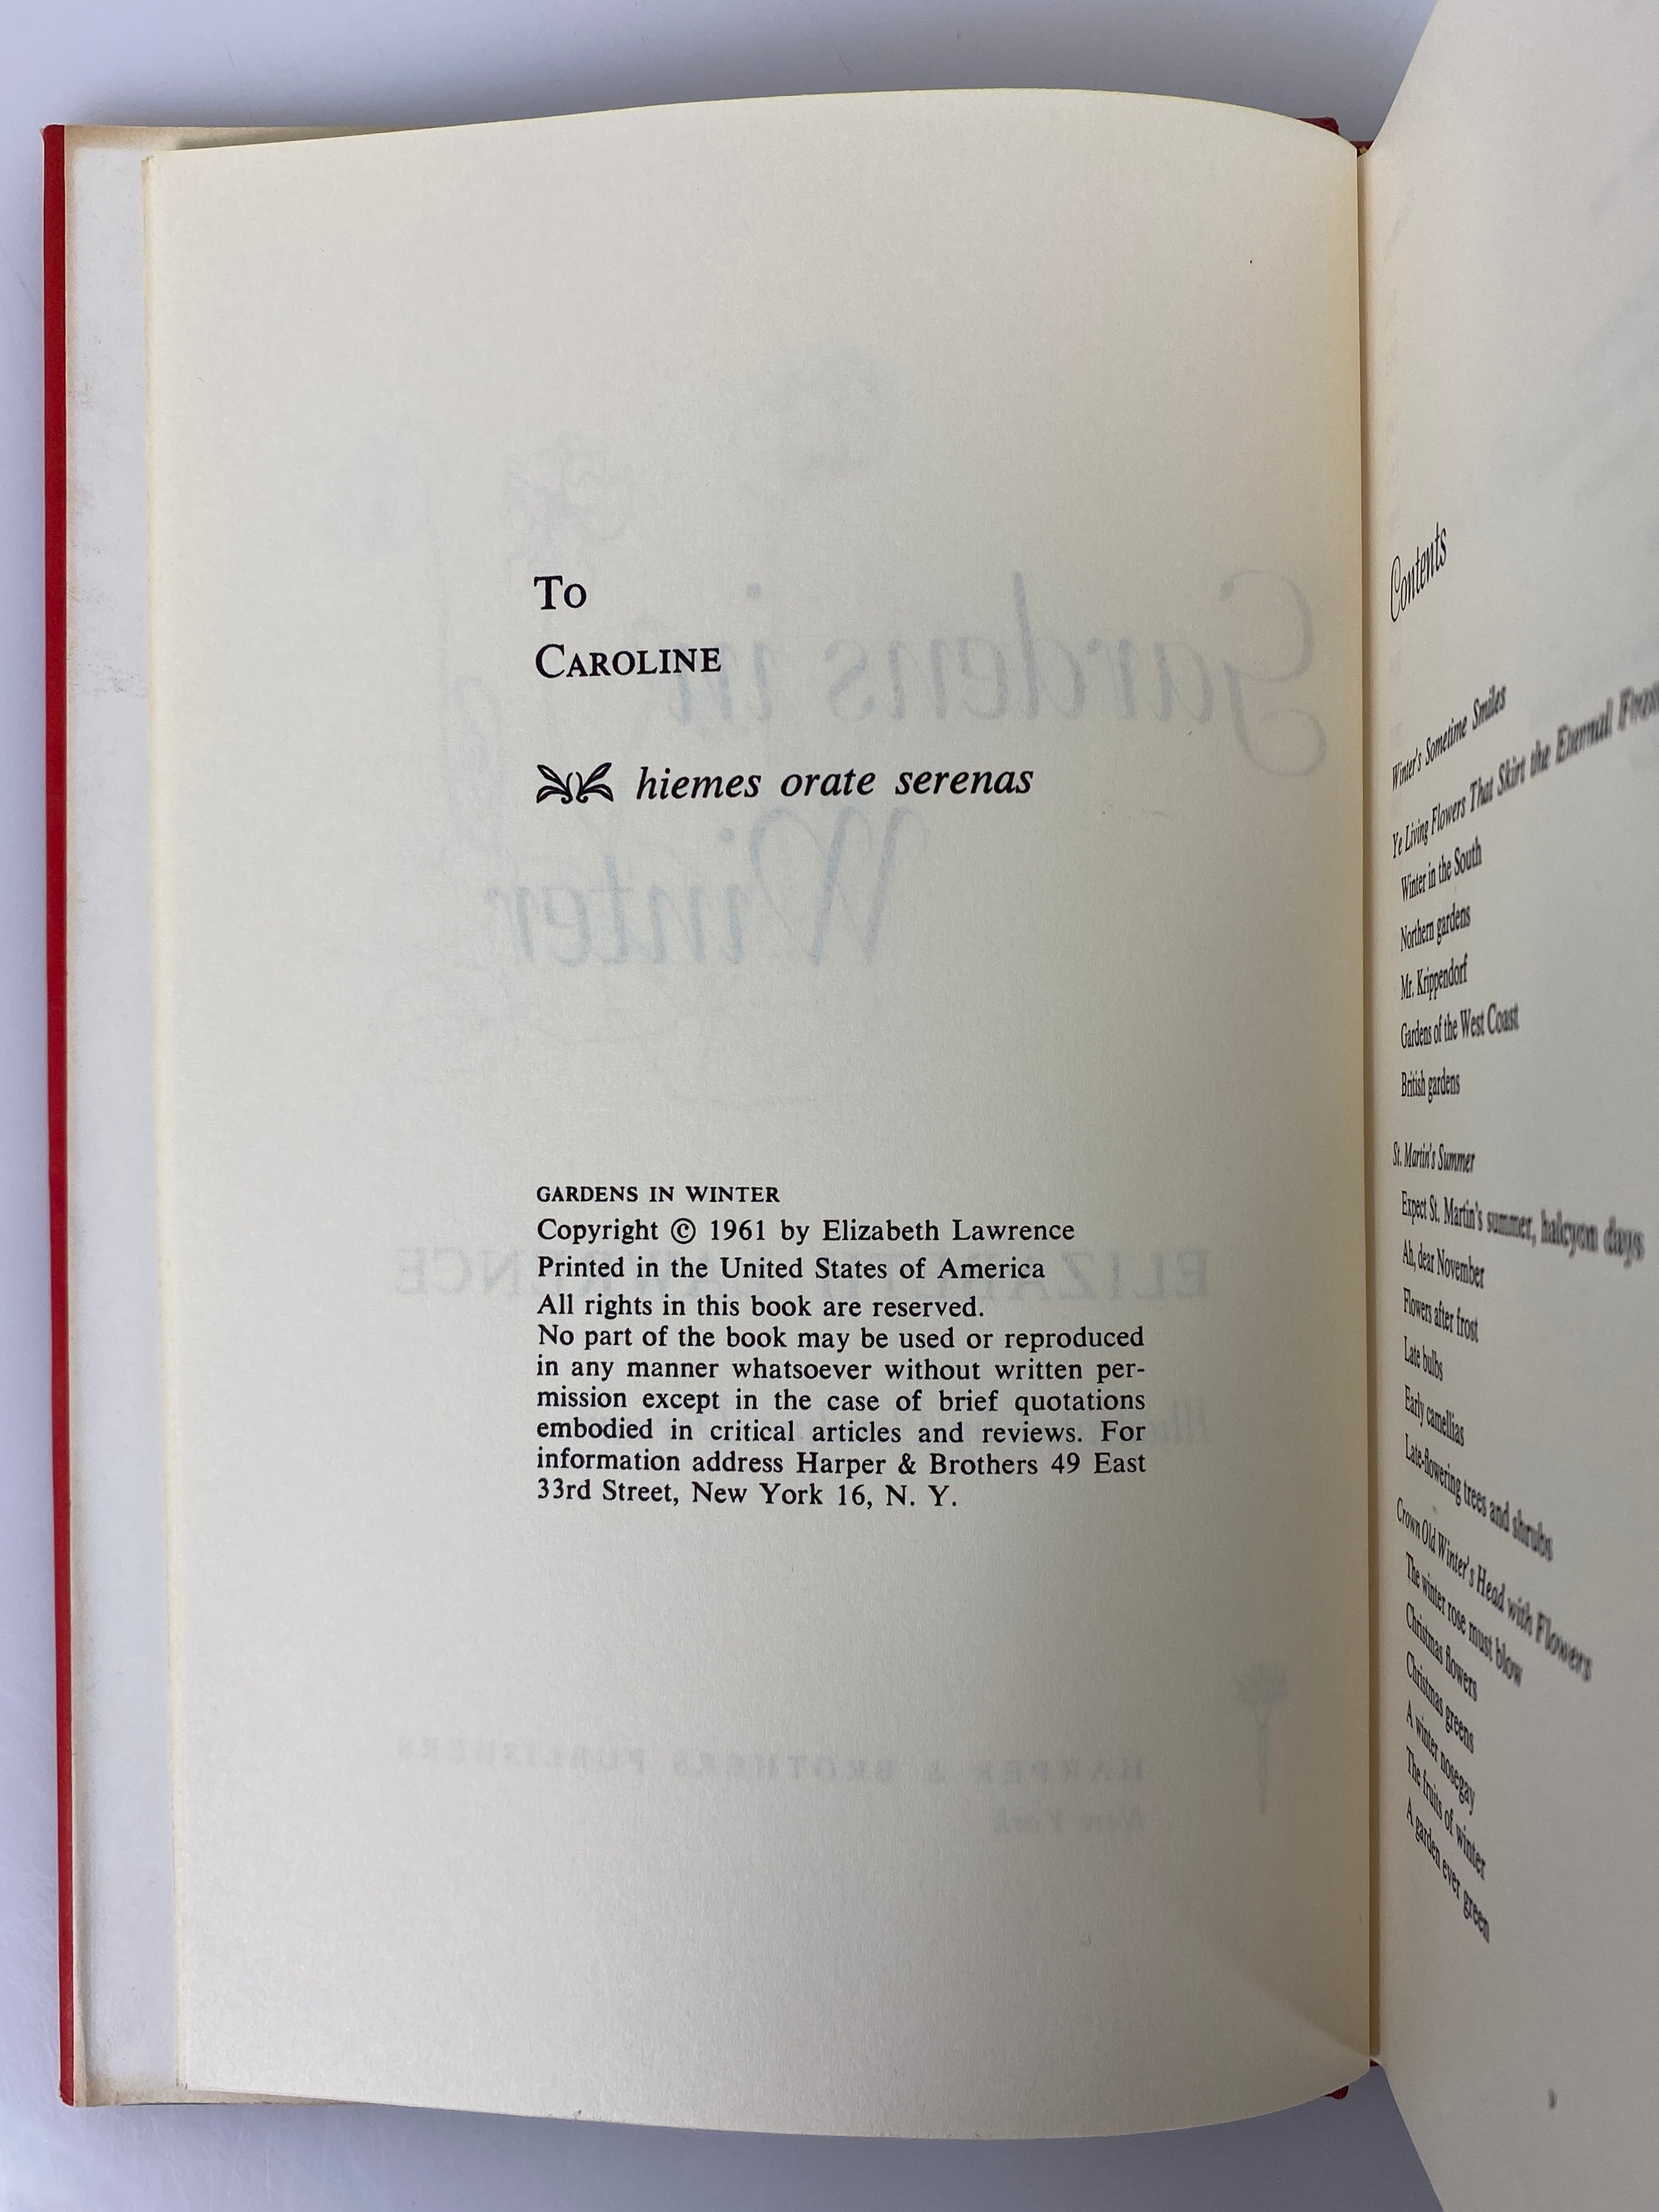 To
CAROLINE
hiemes orate serenas
GARDENS IN WINTER
Copyright © 1961 by Elizabeth Lawrence
Printed in the United States of America
All rights in this book are reserved.
No part of the book may be used or reproduced
in any manner whatsoever without written per-
mission except in the case of brief quotations
embodied in critical articles and reviews. For
information address Harper & Brothers 49 East
33rd Street, New York 16, N. Y.
Contents
Winter's Sometime Smiles
Ye Living Flowers That Skirt the Eternal
Winter in the South
Northern gardens
Mr. Krippendorf
Gardens of the West Coast
British gardens
St. Martin's Summer
Expect St. Martin's summer, halcyon days
Ah, dear November
Flowers after frost
Late bulbs
Early camellias
Late-flowering trees and shrubs
Crown Old Winter's Head with Flowers
The winter rose must blow
Christmas flowers
Christmas greens
A winter nosegay
The fruits of winter
A garden ever green